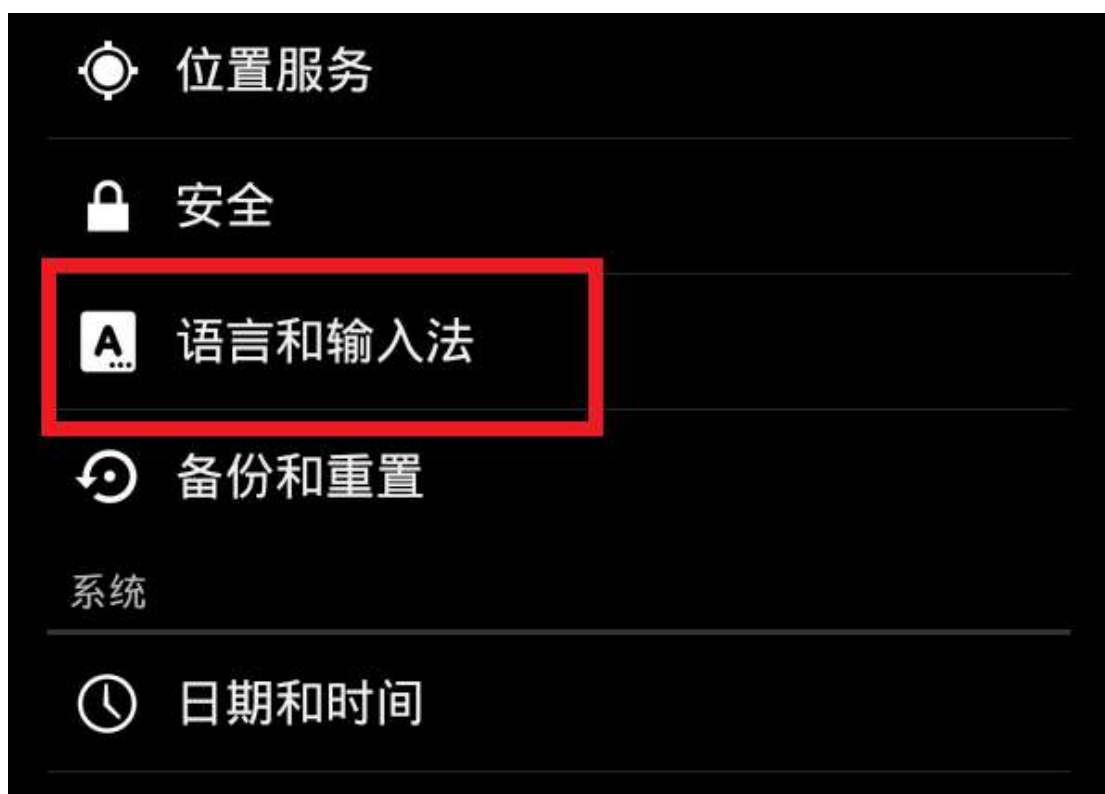 位置服务
安全
语言和输入法
备份和重置
系统
日期和时间